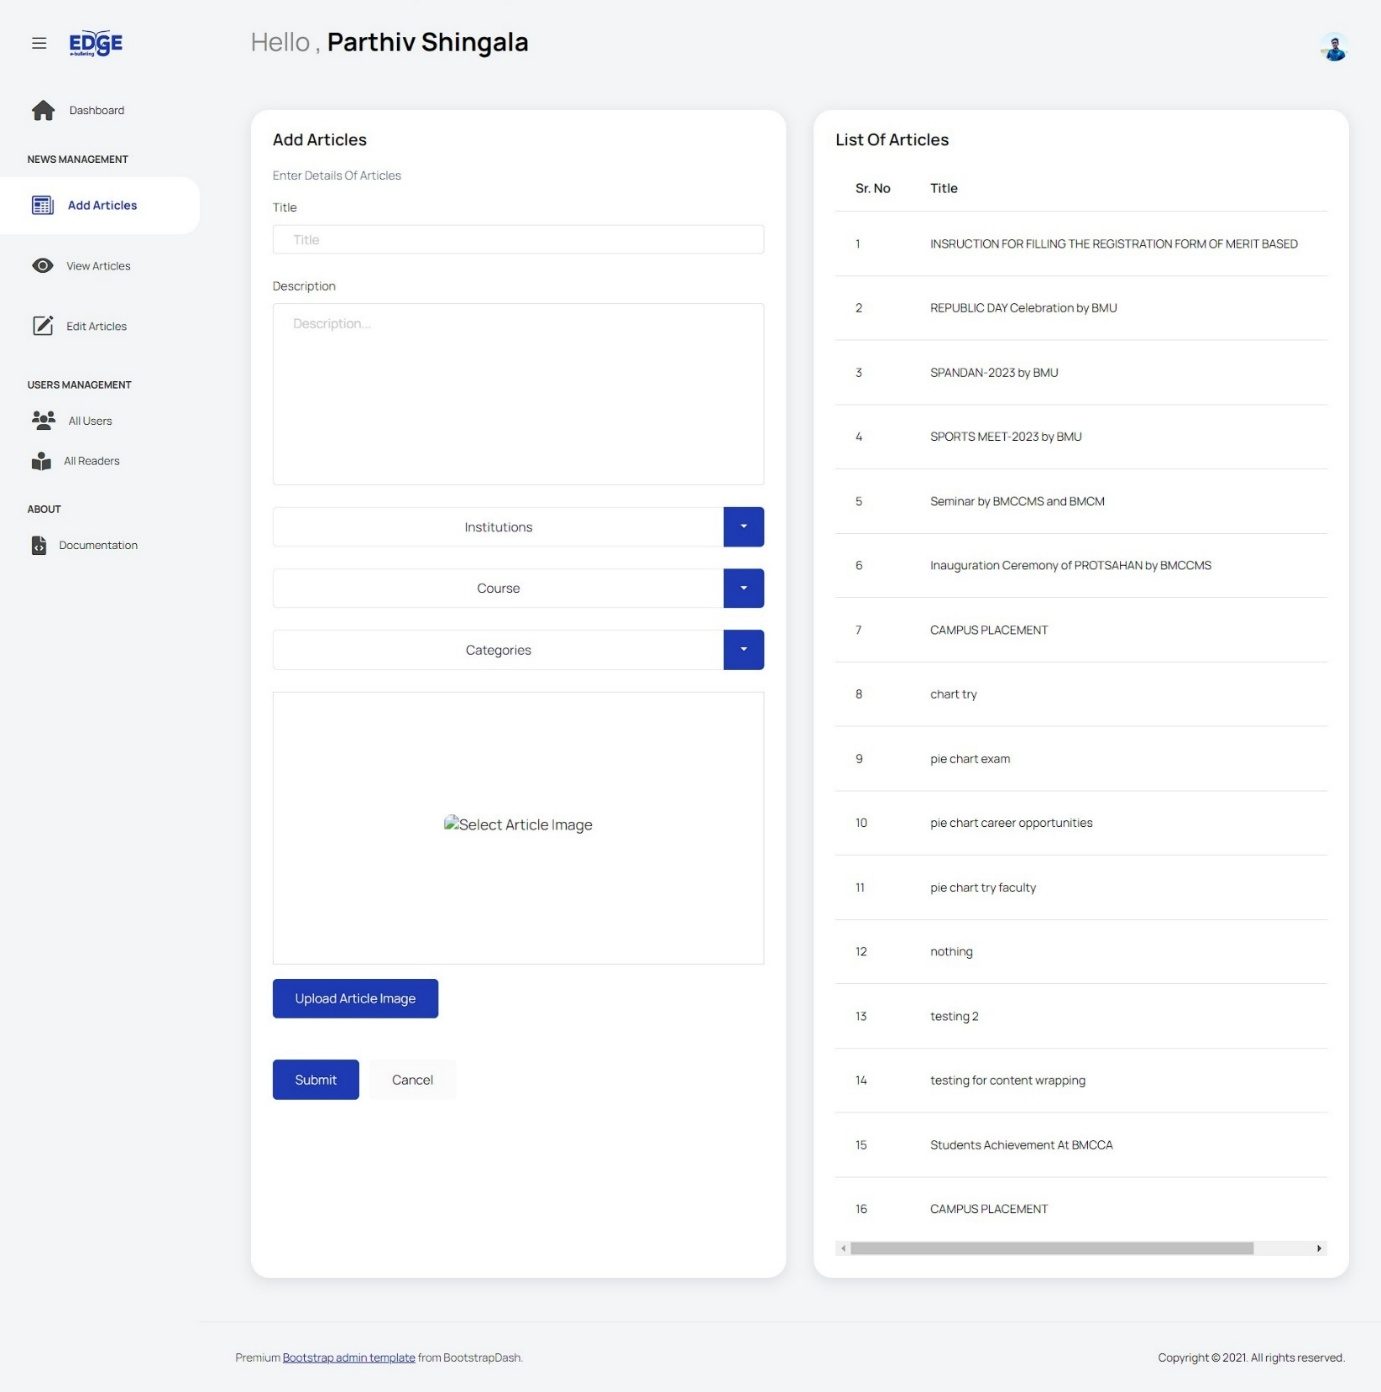 EDGE
e-bulleting
Hello , Parthiv Shingala
Dashboard
NEWS MANAGEMENT
Add Articles
View Articles
Edit Articles
USERS MANAGEMENT
All Users
All Readers
ABOUT
Documentation
Add Articles
Enter Details Of Articles
Title
Title
Description
Description...
Institutions
Course
Categories
Select Article Image
Upload Article Image
Submit Cancel
List Of Articles
Sr. No Title
1 INSRUCTION FOR FILLING THE REGISTRATION FORM OF MERIT BASED
2 REPUBLIC DAY Celebration by BMU
3 SPANDAN-2023 by BMU
4 SPORTS MEET-2023 by BMU
5 Seminar by BMCCMS and BMCM
6 Inauguration Ceremony of PROTSAHAN by BMCCMS
7 CAMPUS PLACEMENT
8 chart try
9 pie chart exam
10 pie chart career opportunities
11 pie chart try faculty
12 nothing
13 testing 2
14 testing for content wrapping
15 Students Achievement At BMCCA
16 CAMPUS PLACEMENT
Premium Bootstrap admin template from BootstrapDash.
Copyright © 2021. All rights reserved.